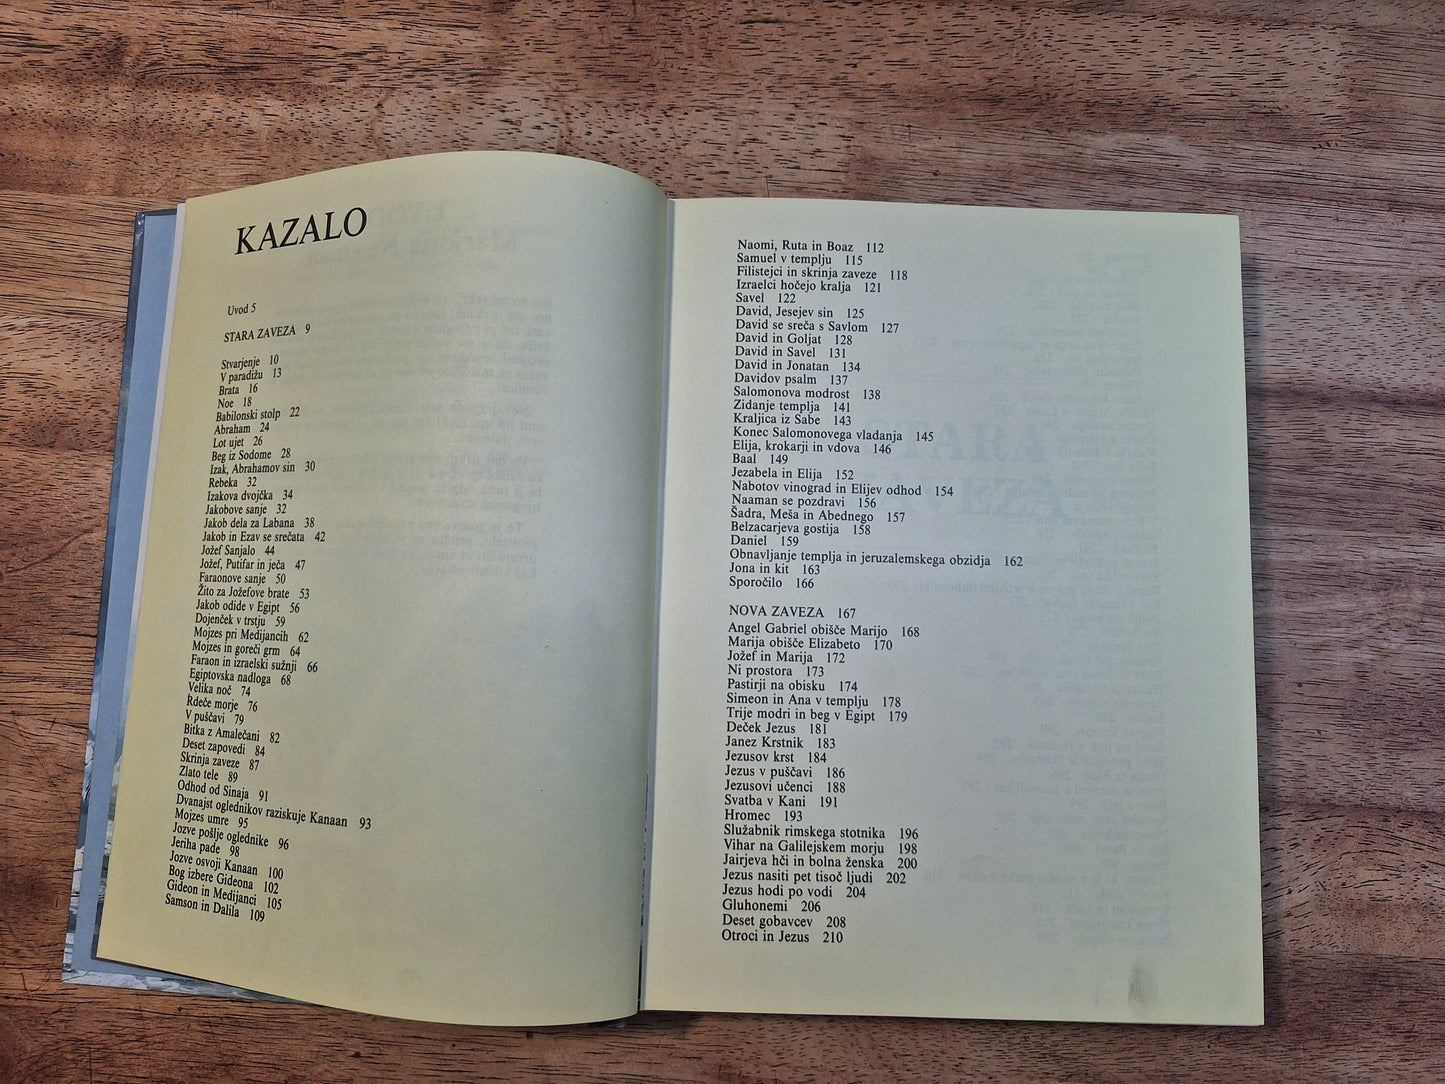 KAZALO
Uvod 5
STARA ZAVEZA 9
Stvarjenje 10
V paradižu 13
Brata 16
Noe 18
Babilonski stolp 22
Abraham 24
Lot ujet 26
Beg iz Sodome 28
Izak, Abrahamov sin 30
Rebeka 32
Izakova dvojčka 34
Jakobove sanje 32
Jakob dela za Labana 38
Jakob in Ezav se srečata 42
Jožef Sanjalo 44
Jožef, Putifar in ječa 47
Faraonove sanje 50
Žito za Jožefove brate 53
Jakob odide v Egipt 56
Dojenček v trstju 59
Mojzes pri Medijancih 62
Mojzes in goreči grm 64
Faraon in izraelski sužnji 66
Egiptovska nadloga 68
Velika noč 74
Rdeče morje 76
V puščavi 79
Bitka z Amalečani 82
Deset zapovedi 84
Skrinja zaveze 87
Zlato tele 89
Odhod od Sinaja 91
Dvanajst oglednikov raziskuje Kanaan 93
Mojzes umre 95
Jozve pošlje oglednike 96
Jeriha pade 98
Jozve osvoji Kanaan 100
Bog izbere Gideona 102
Gideon in Medijanci 105
Samson in Dalila 109
Naomi, Ruta in Boaz 112
Samuel v templju 115
Filistejci in skrinja zaveze 118
Izraelci hočejo kralja 121
Savel 122
David, Jesejev sin 125
David se sreča s Savlom 127
David in Goljat 128
David in Savel 131
David in Jonatan 134
Davidov psalm 137
Salomonova modrost 138
Zidanje templja 141
Kraljica iz Sabe 143
Konec Salomonovega vladanja 145
Elija, krokarji in vdova 146
Baal 149
Jezabela in Elija 152
Nabotov vinograd in Elijev odhod 154
Naaman se pozdravi 156
Šadra, Meša in Abednego 157
Belzacarjeva gostija 158
Daniel 159
Obnavljanje templja in jeruzalemskega obzidja 162
Jona in kit 163
Sporočilo 166
NOVA ZAVEZA 167
Angel Gabriel obišče Marijo 168
Marija obišče Elizabeto 170
Jožef in Marija 172
Ni prostora 173
Pastirji na obisku 174
Simeon in Ana v templju 178
Trije modri in beg v Egipt 179
Deček Jezus 181
Janez Krstnik 183
Jezusov krst 184
Jezus v puščavi 186
Jezusovi učenci 188
Svatba v Kani 191
Hromec 193
Služabnik rimskega stotnika 196
Vihar na Galilejskem morju 198
Jairjeva hči in bolna ženska 200
Jezus nasiti pet tisoč ljudi 202
Jezus hodi po vodi 204
Gluhonemi 206
Deset gobavcev 208
Otroci in Jezus 210